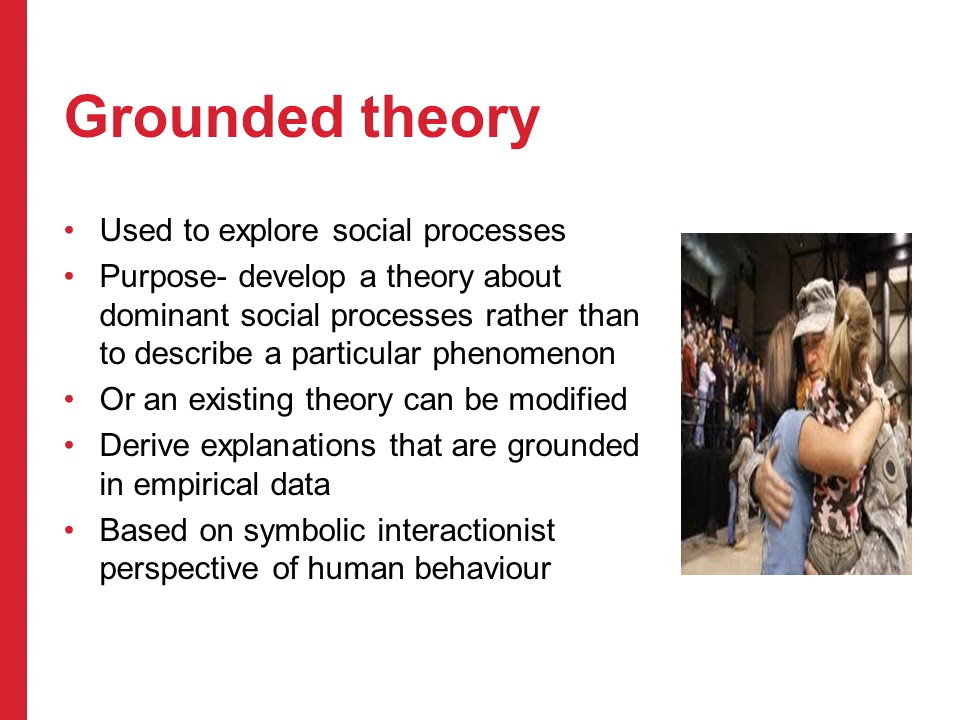 Grounded theory
• Used to explore social processes
• Purpose- develop a theory about
dominant social processes rather than
to describe a particular phenomenon
• Or an existing theory can be modified
• Derive explanations that are grounded
in empirical data
• Based on symbolic interactionist
perspective of human behaviour